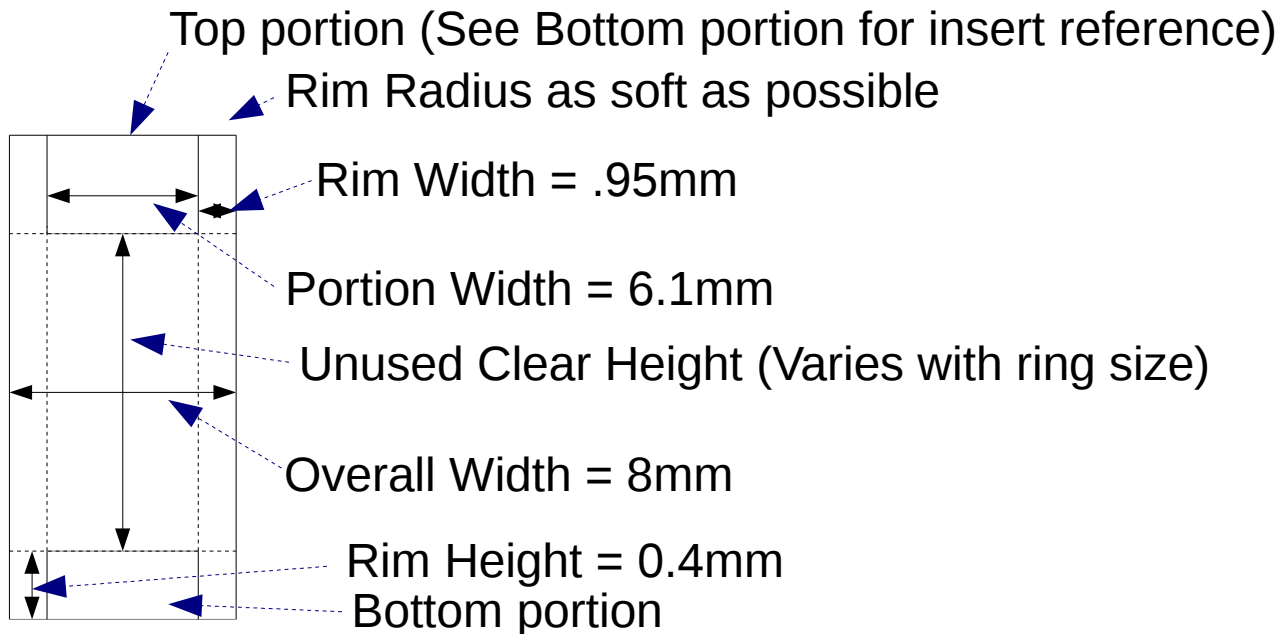 Top portion (See Bottom portion for insert reference)
Rim Radius as soft as possible
Rim Width = .95mm
Portion Width = 6.1mm
Unused Clear Height (Varies with ring size)
Overall Width = 8mm
Rim Height = 0.4mm
Bottom portion